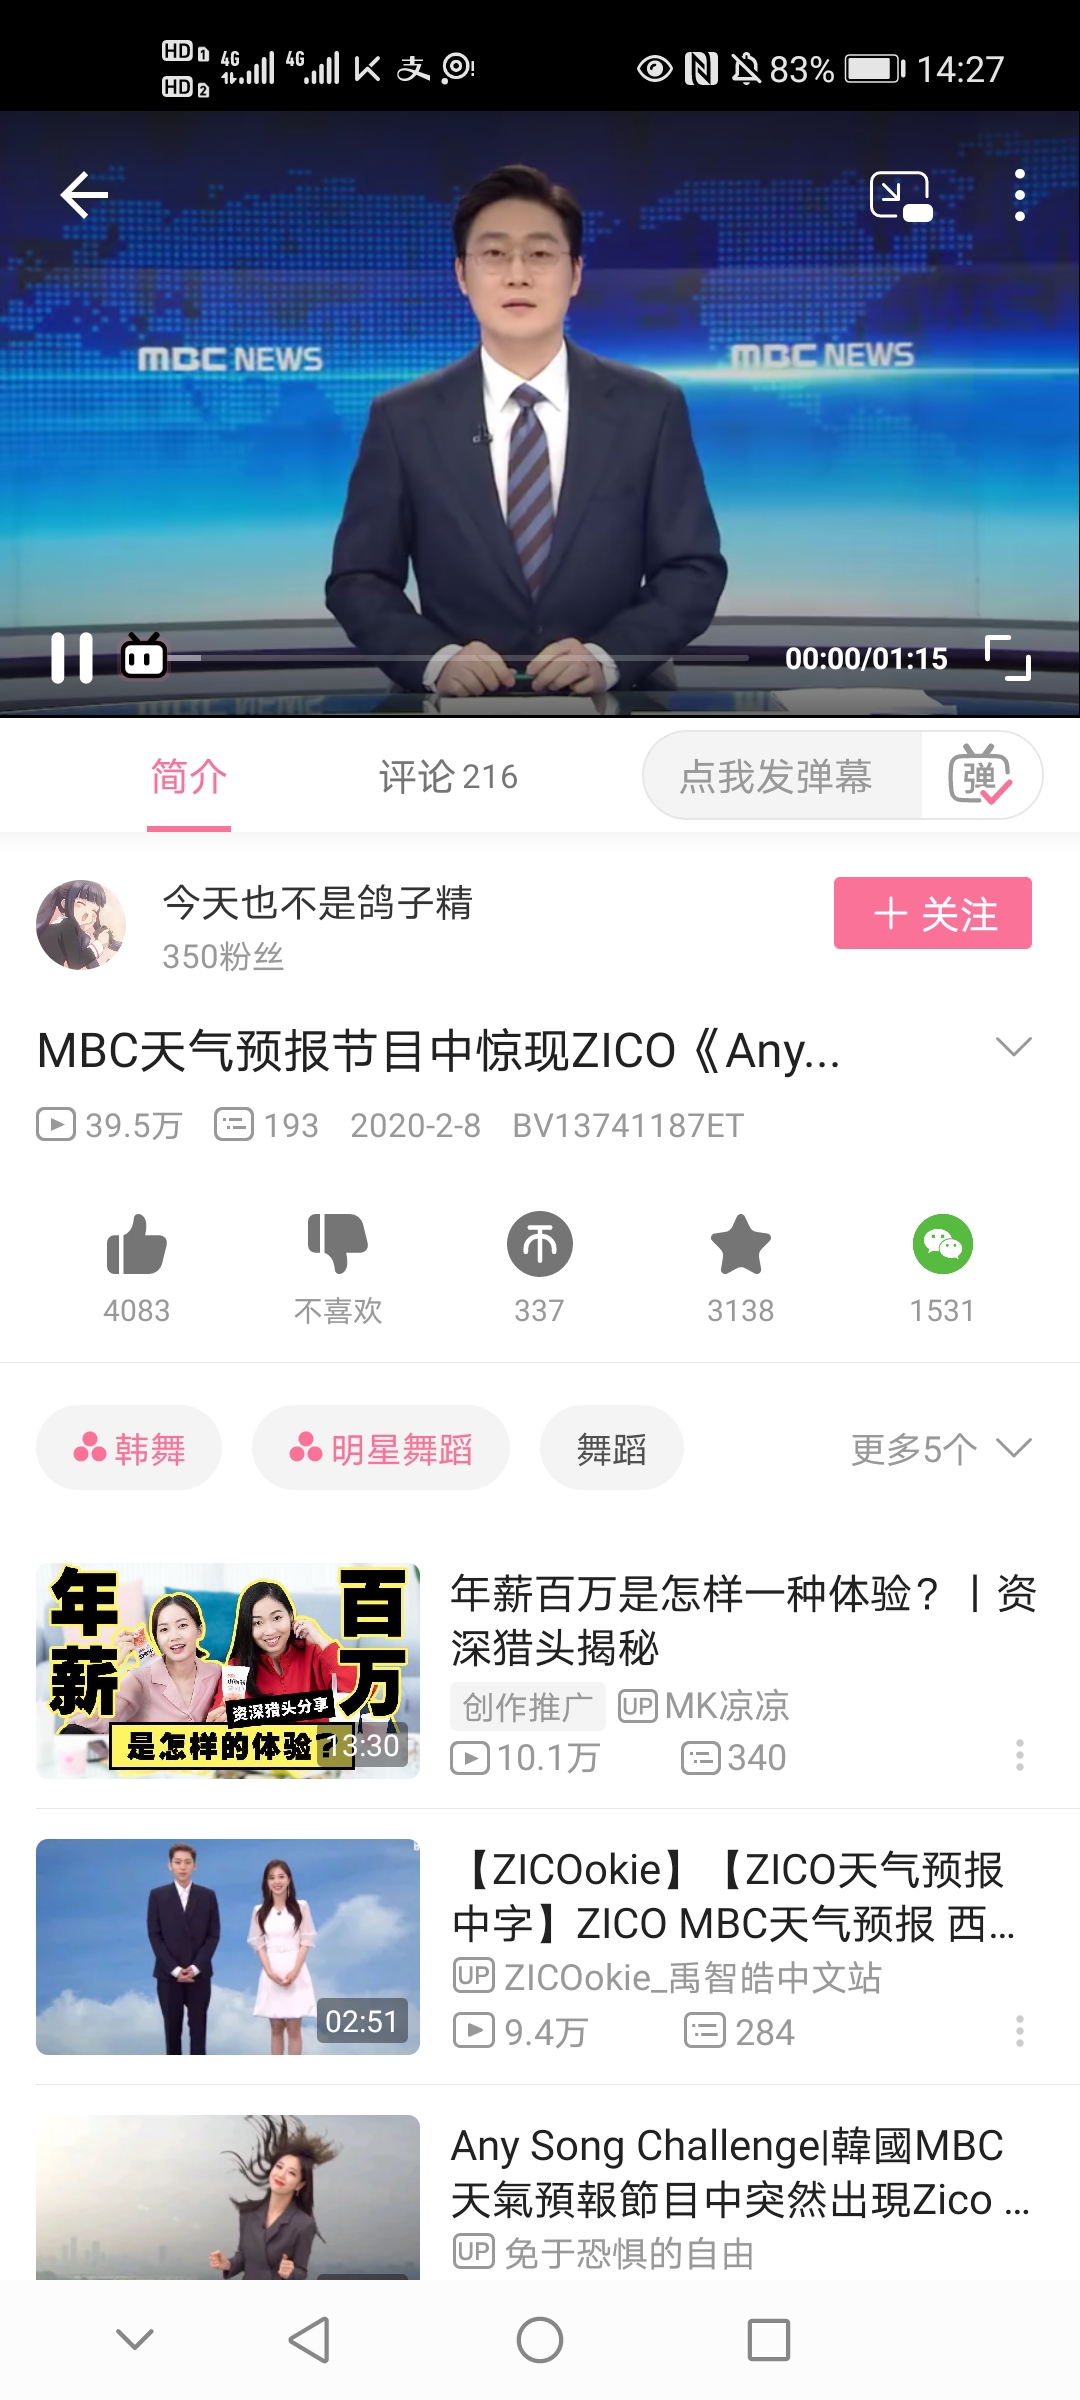 HD 1 4G 4G 83% 14:27
HD 2
MBC NEWS
MBC NEWS
00:00/01:15
简介 评论 216 点我发弹幕 弹
今天也不是鸽子精
+ 关注
350粉丝
MBC天气预报节目中惊现ZICO《Any...
39.5万 193 2020-2-8 BV13741187ET
4083 不喜欢 337 3138 1531
韩舞 明星舞蹈 舞蹈 更多5个
年薪 百万
资深猎头分享
是怎样的体验?
13:30
年薪百万是怎样一种体验？丨资
深猎头揭秘
创作推广 UP MK凉凉
10.1万 340
02:51
【ZICOokie】【ZICO天气预报
中字】ZICO MBC天气预报 西...
UP ZICOokie_禹智皓中文站
9.4万 284
Any Song Challenge|韓國MBC
天氣預報節目中突然出現Zico ...
UP 免于恐惧的自由